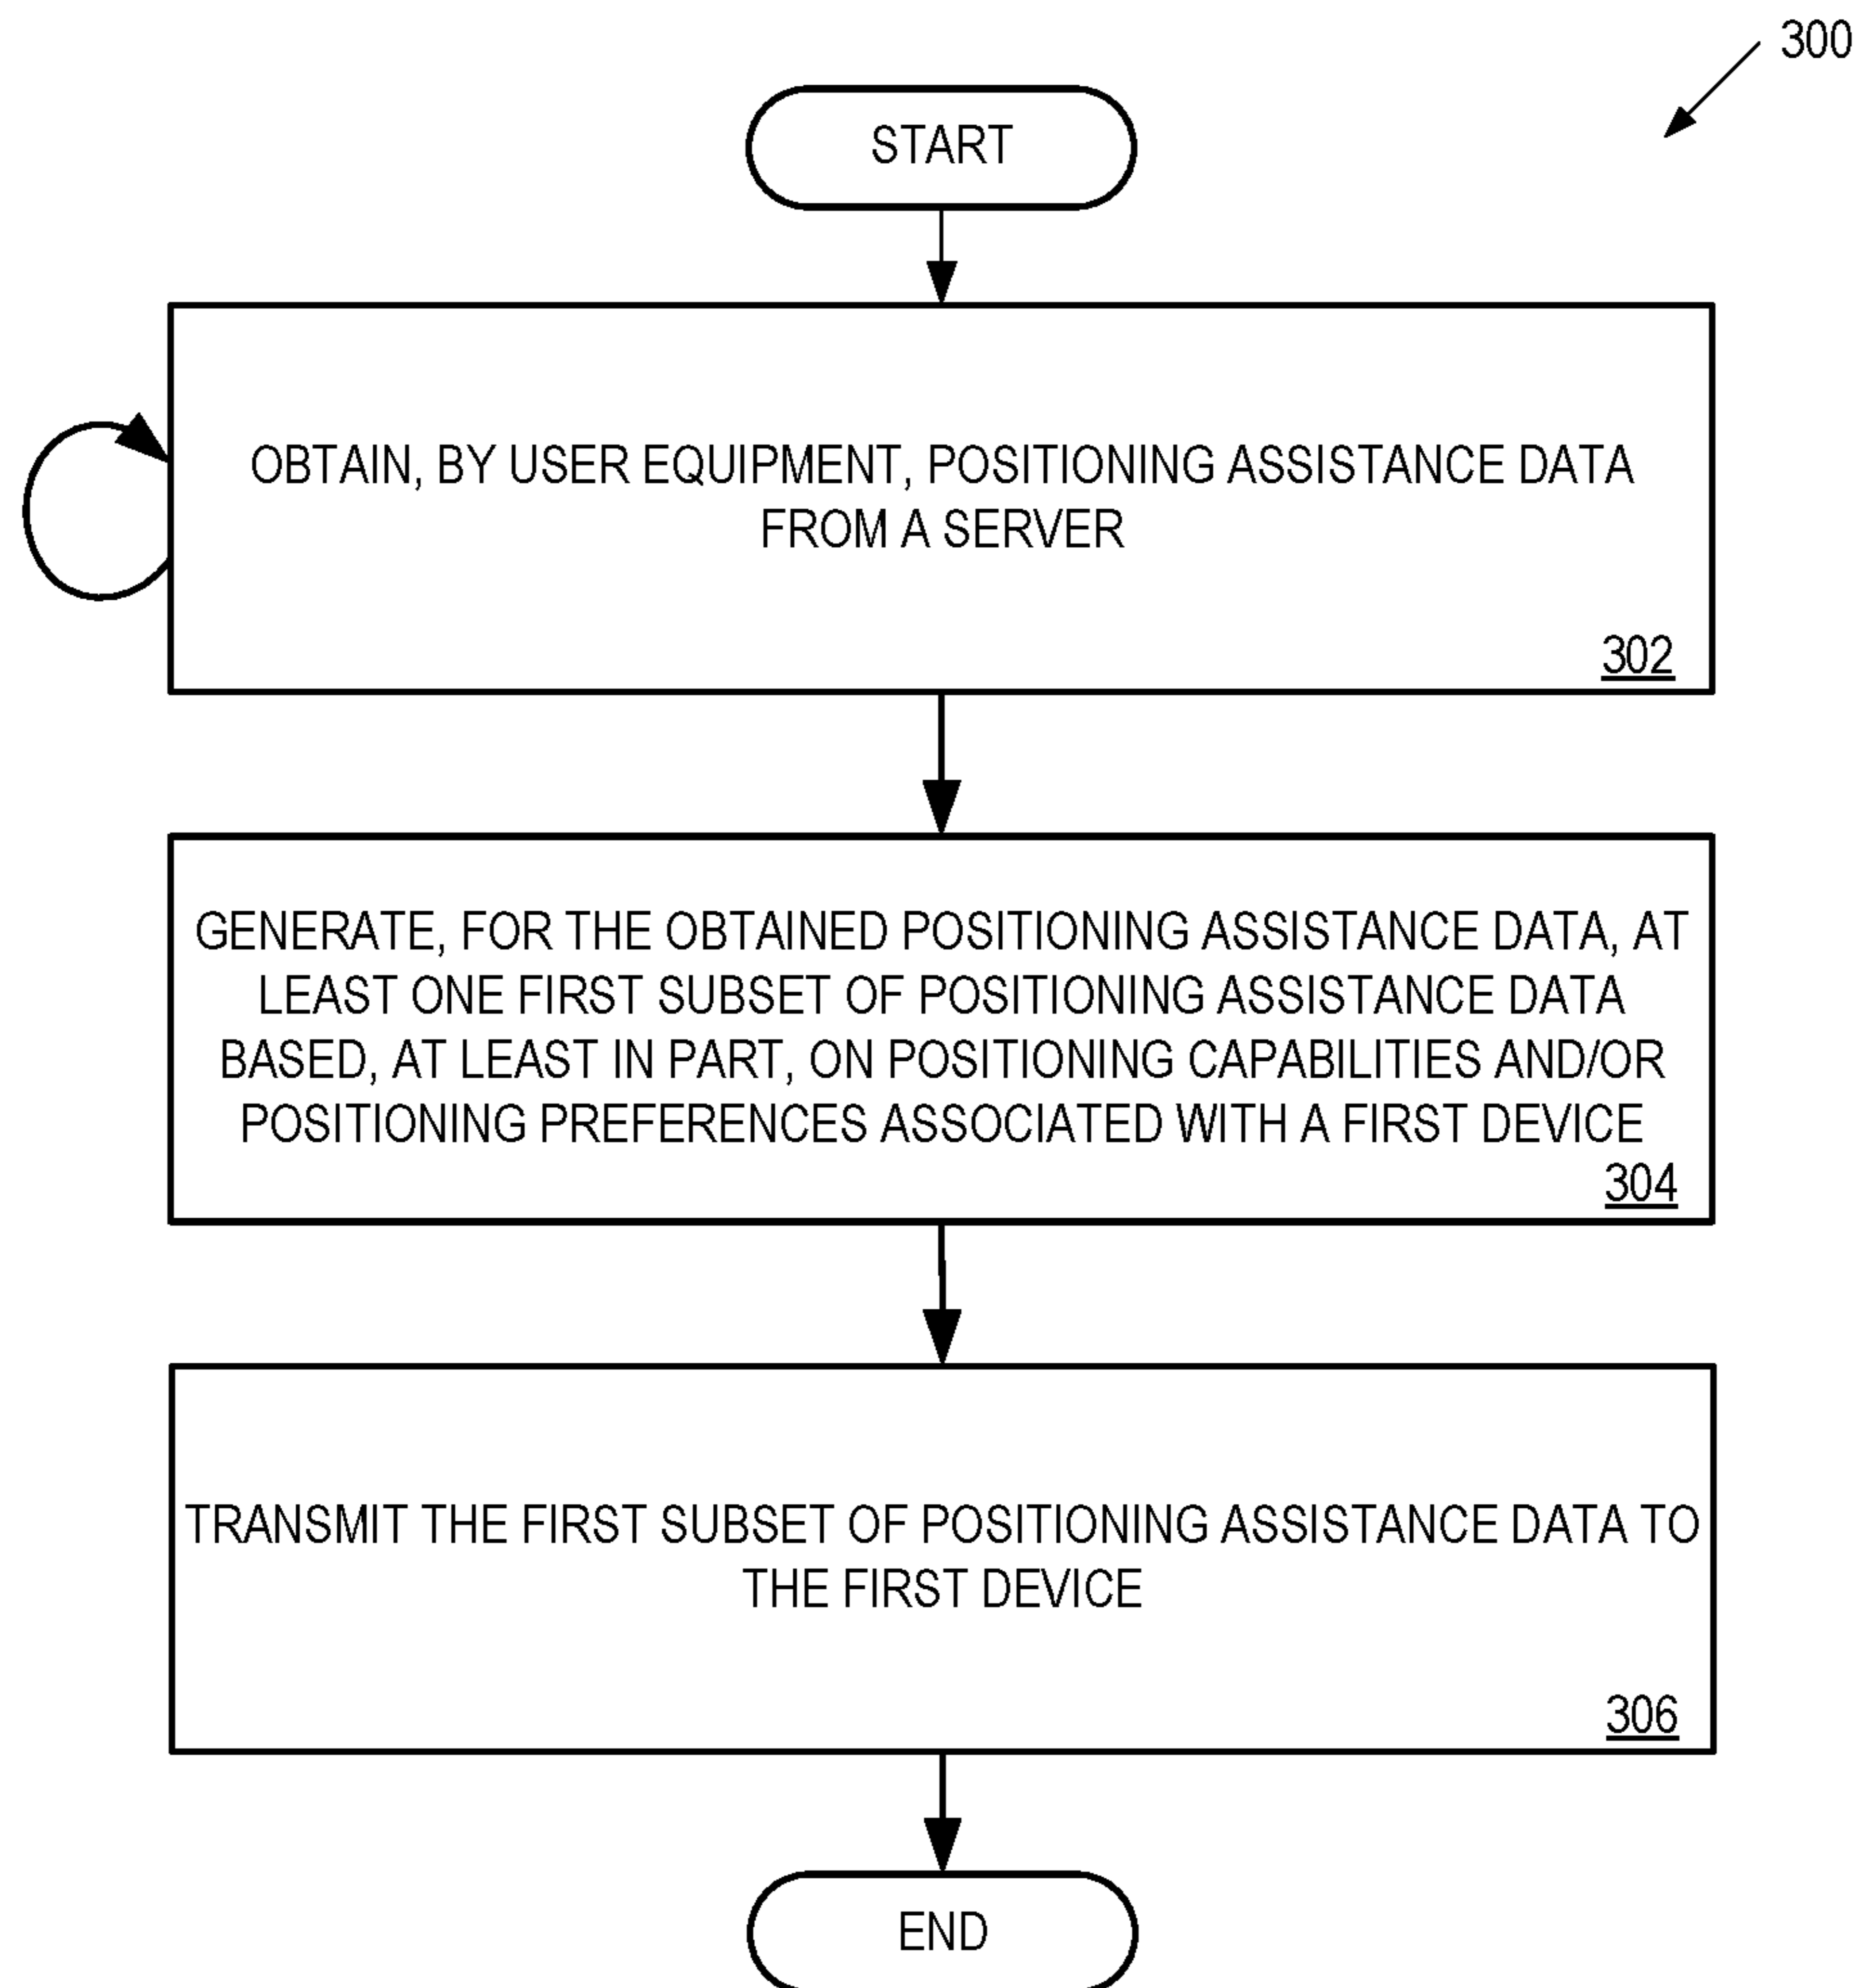 300
START
OBTAIN, BY USER EQUIPMENT, POSITIONING ASSISTANCE DATA
FROM A SERVER
302
GENERATE, FOR THE OBTAINED POSITIONING ASSISTANCE DATA, AT
LEAST ONE FIRST SUBSET OF POSITIONING ASSISTANCE DATA
BASED, AT LEAST IN PART, ON POSITIONING CAPABILITIES AND/OR
POSITIONING PREFERENCES ASSOCIATED WITH A FIRST DEVICE
304
TRANSMIT THE FIRST SUBSET OF POSITIONING ASSISTANCE DATA TO
THE FIRST DEVICE
306
END